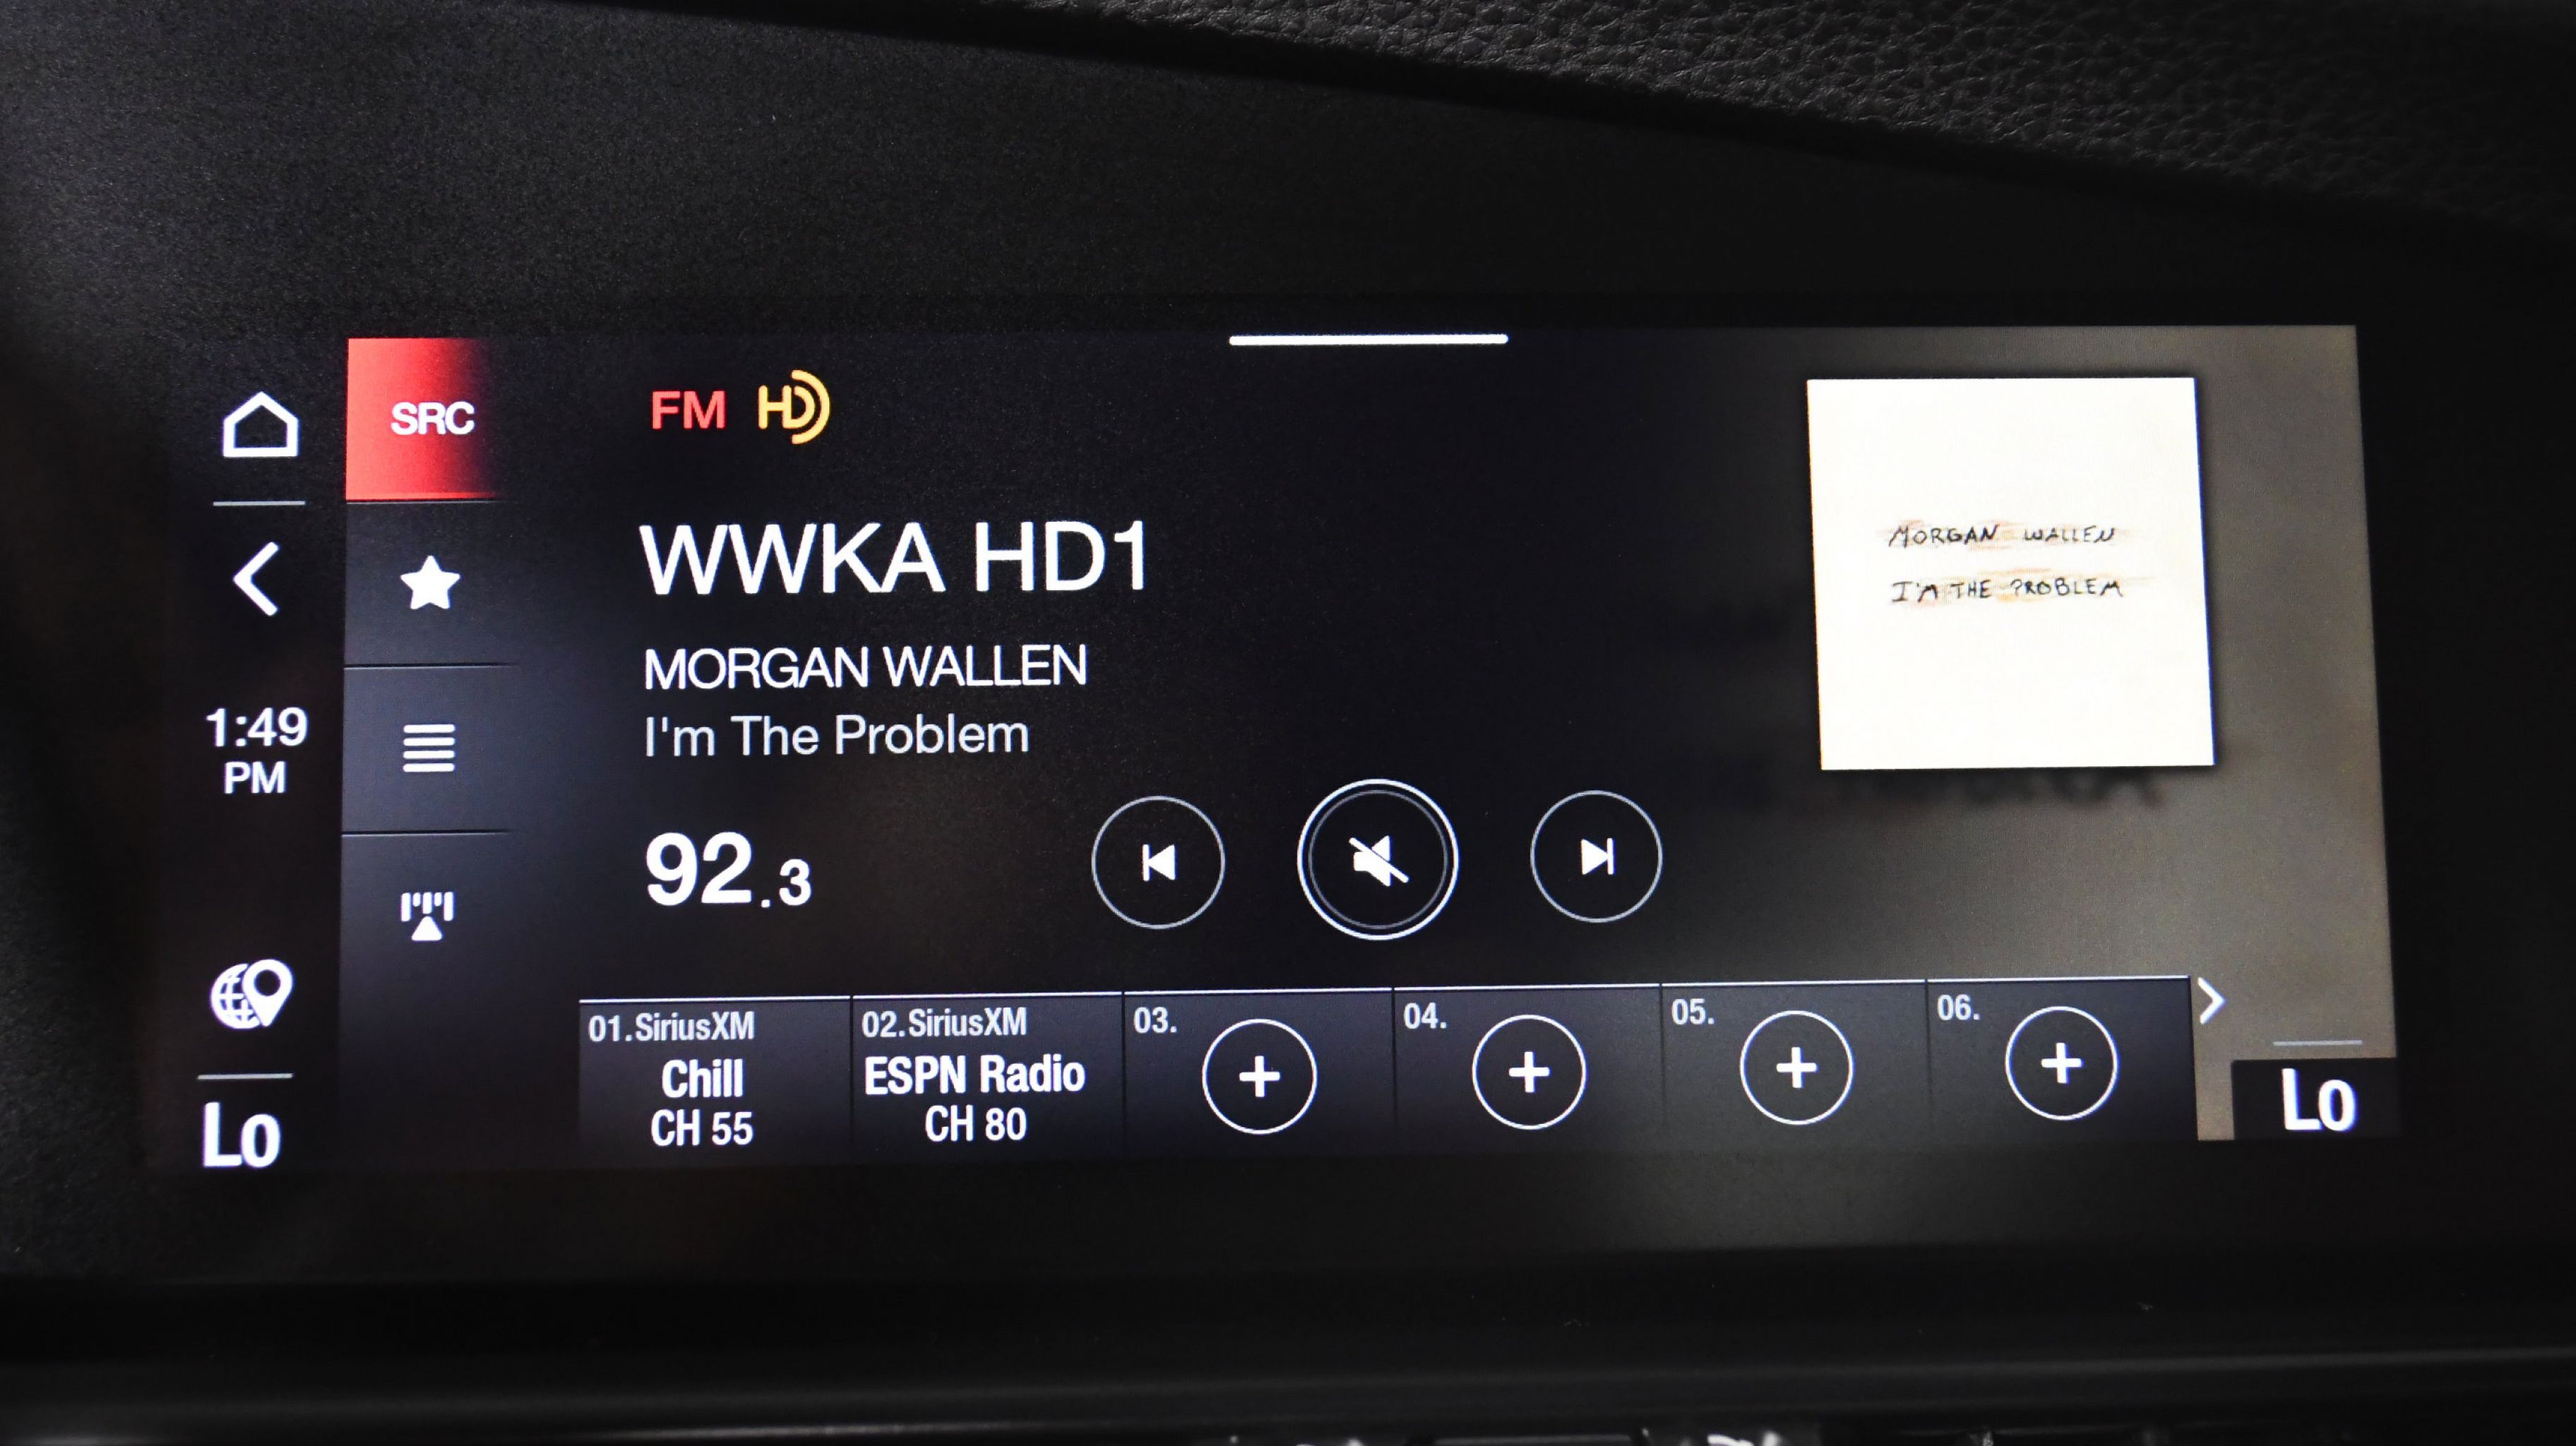 SRC
FM HD
WWKA HD1
MORGAN WALLEN
I'm The Problem
92.3
1:49
PM
MORGAN WALLEN
I'M THE PROBLEM
01.SiriusXM
Chill
CH 55
02.SiriusXM
ESPN Radio
CH 80
03.
04.
05.
06.
LO
LO